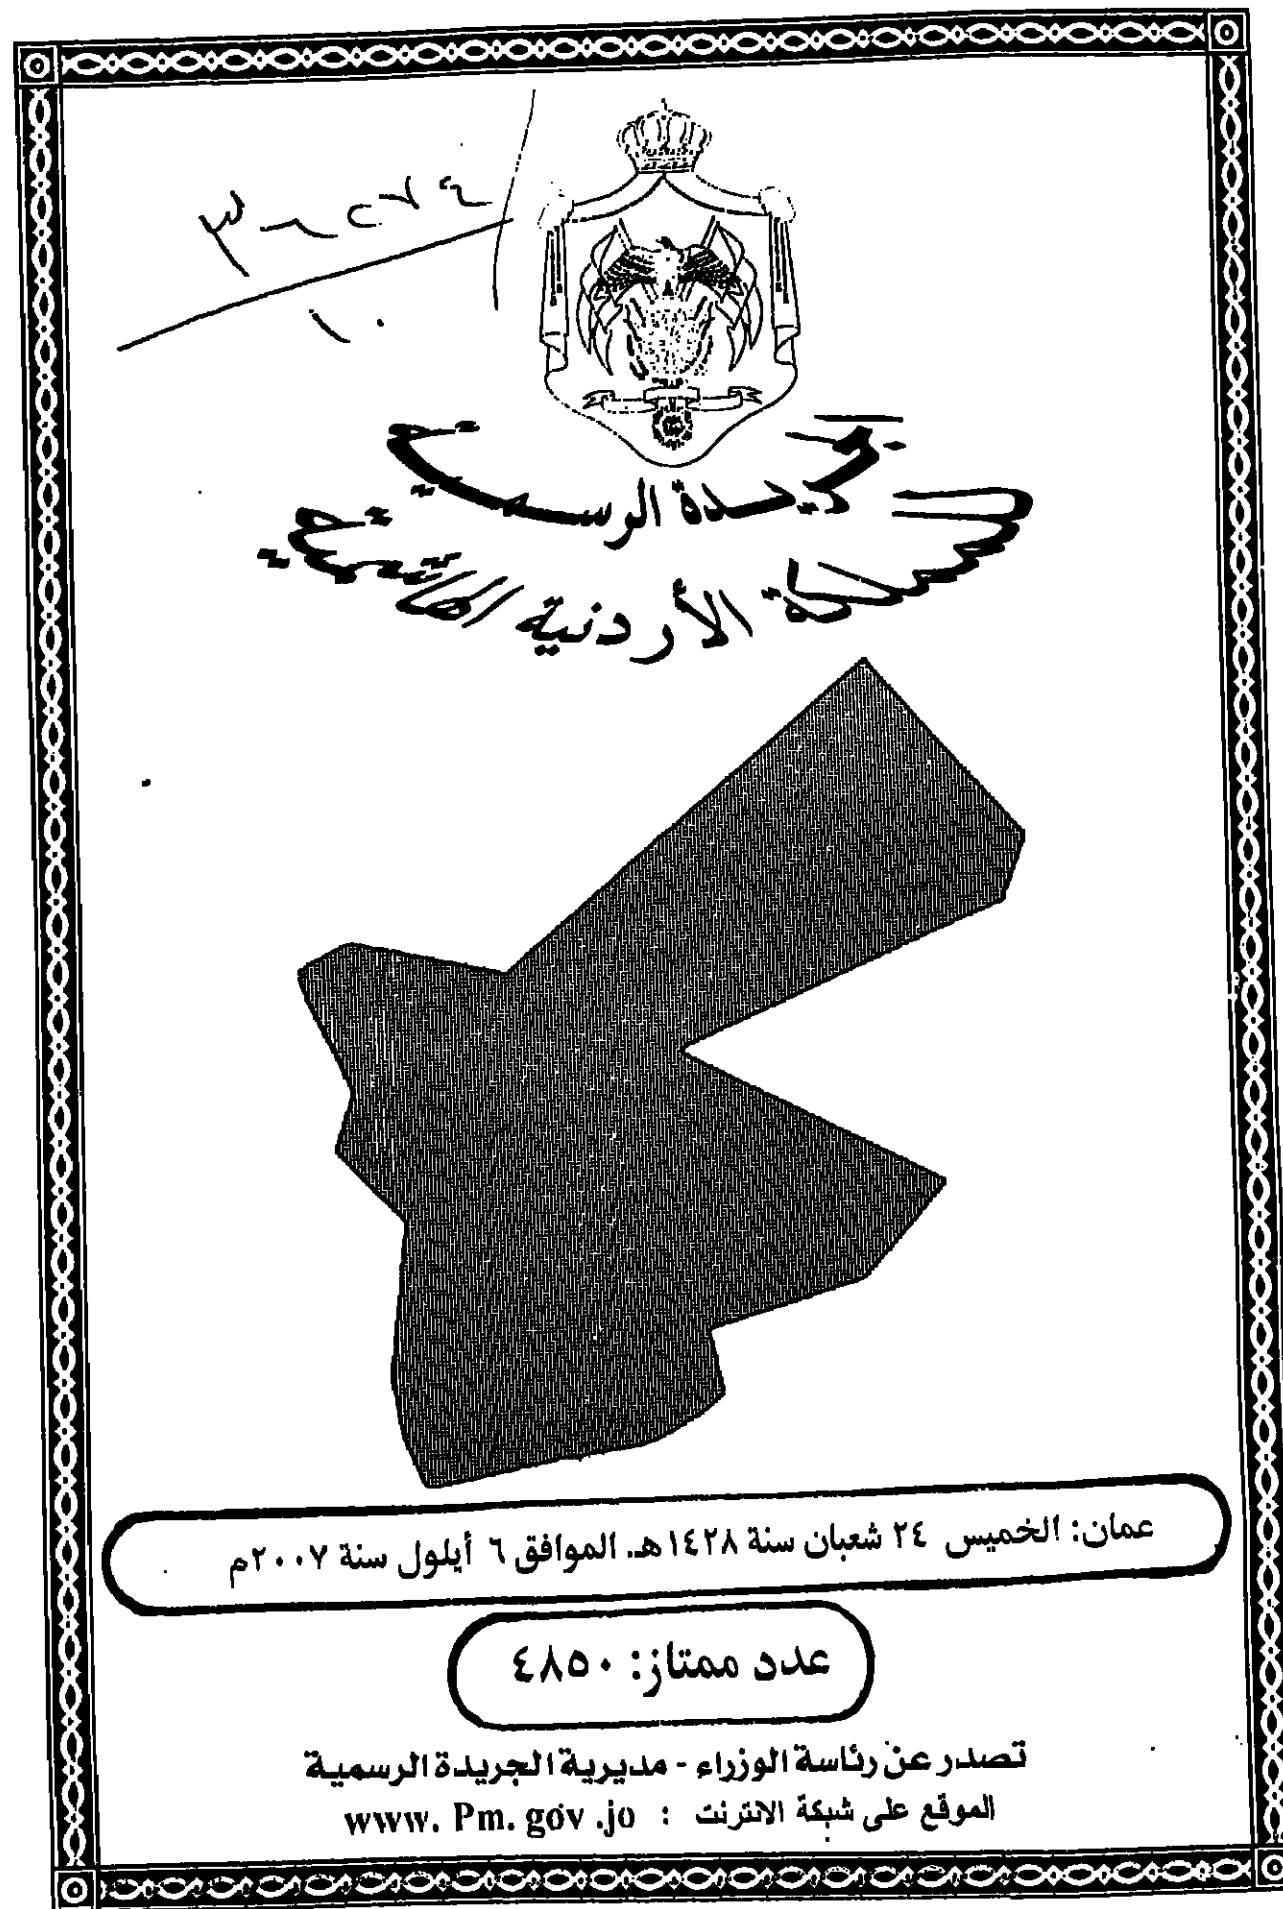 الجريدة الرسمية
للمملكة الأردنية الهاشمية
عمان: الخميس ٢٤ شعبان سنة ١٤٢٨هـ. الموافق ٦ أيلول سنة ٢٠٠٧م
عدد ممتاز: ٤٨٥٠
تصدر عن رئاسة الوزراء - مديرية الجريدة الرسمية
الموقع على شبكة الانترنت : www. Pm. gov .jo